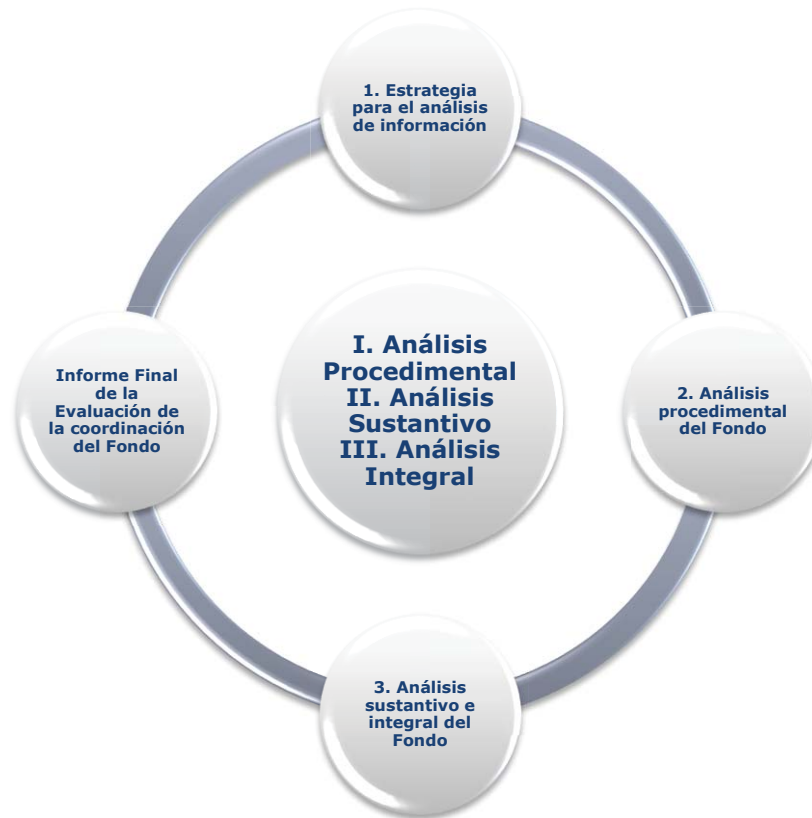 1. Estrategia
para el análisis
de información
I. Análisis
Procedimental
II. Análisis
Sustantivo
III. Análisis
Integral
Informe Final
de la
Evaluación de
la coordinación
del Fondo
2. Análisis
procedimental
del Fondo
3. Análisis
sustantivo e
integral del
Fondo